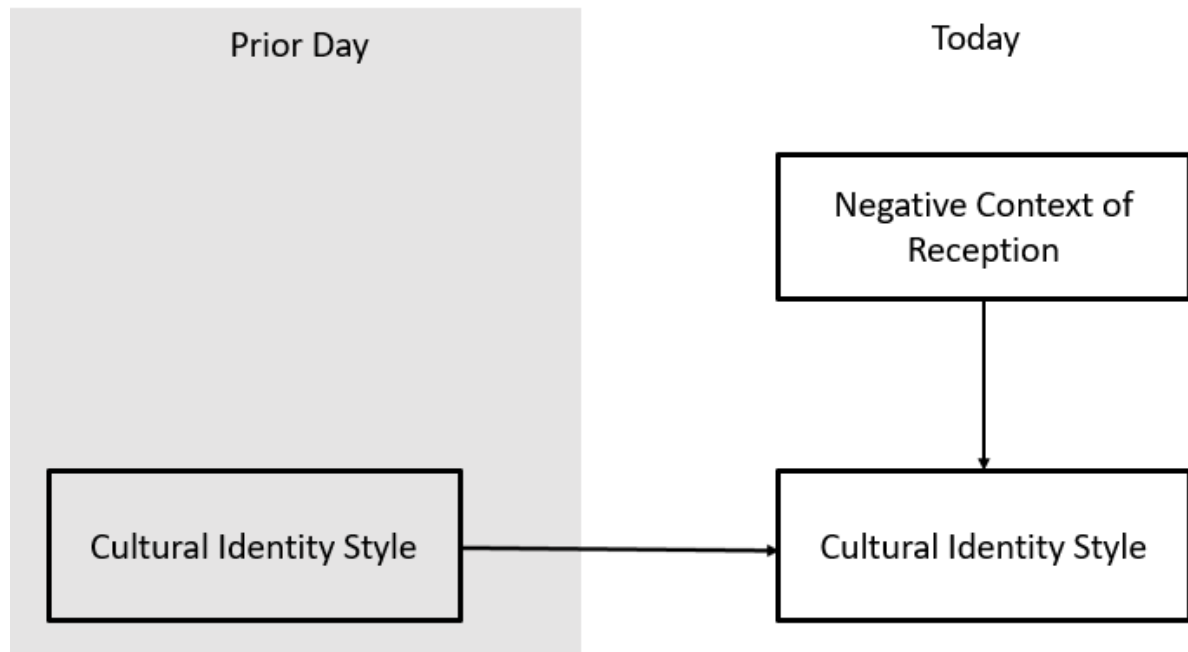 Prior Day
Today
Negative Context of
Reception
Cultural Identity Style
Cultural Identity Style